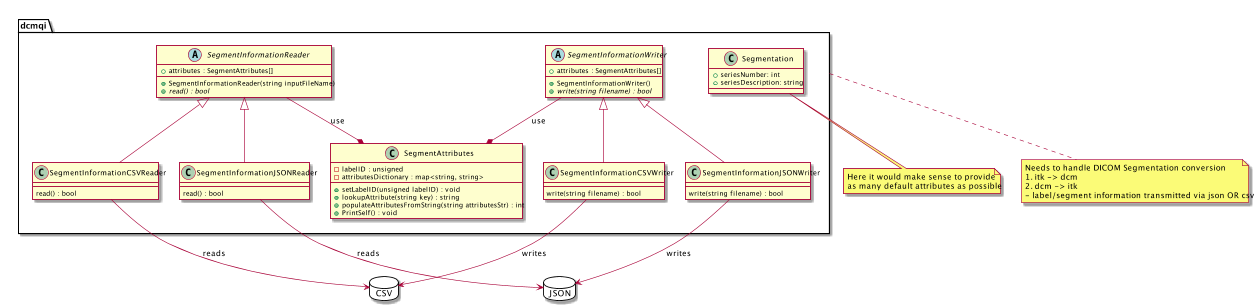 dcmqi
A SegmentInformationReader
attributes : SegmentAttributes[]
SegmentInformationReader(string inputFileName)
read() : bool
A SegmentInformationWriter
attributes : SegmentAttributes[]
SegmentInformationWriter()
write(string filename) : bool
C Segmentation
seriesNumber: int
seriesDescription: string
use
use
C SegmentInformationCSVReader
read() : bool
C SegmentInformationJSONReader
read() : bool
C SegmentAttributes
labelID : unsigned
attributesDictionary : map<string, string>
setLabelID(unsigned labelID) : void
lookupAttribute(string key) : string
populateAttributesFromString(string attributesStr) : int
PrintSelf() : void
C SegmentInformationCSVWriter
write(string filename) : bool
C SegmentInformationJSONWriter
write(string filename) : bool
Here it would make sense to provide
as many default attributes as possible
Needs to handle DICOM Segmentation conversion
1. itk -> dcm
2. dcm -> itk
- label/segment information transmitted via json OR csv
reads
reads
writes
writes
CSV
JSON